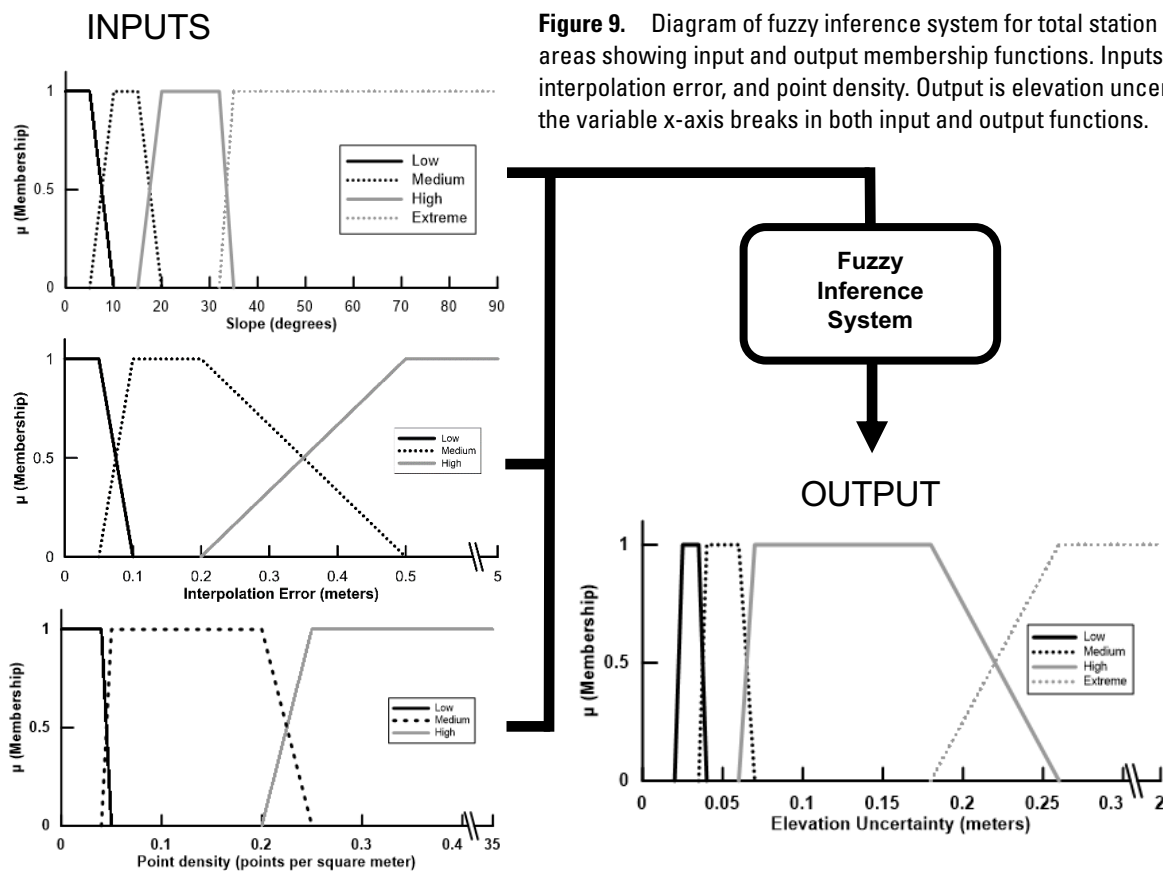 INPUTS
Figure 9. Diagram of fuzzy inference system for total station
areas showing input and output membership functions. Inputs
interpolation error, and point density. Output is elevation uncer
the variable x-axis breaks in both input and output functions.
1
0.5
0
μ (Membership)
Low
Medium
High
Extreme
0 10 20 30 40 50 60 70 80 90
Slope (degrees)
1
0.5
0
μ (Membership)
Low
Medium
High
0 0.1 0.2 0.3 0.4 0.5 5
Interpolation Error (meters)
1
0.5
0
μ (Membership)
Low
Medium
High
0 0.1 0.2 0.3 0.4 35
Point density (points per square meter)
Fuzzy
Inference
System
OUTPUT
1
0.5
0
μ (Membership)
Low
Medium
High
Extreme
0 0.05 0.1 0.15 0.2 0.25 0.3 2
Elevation Uncertainty (meters)